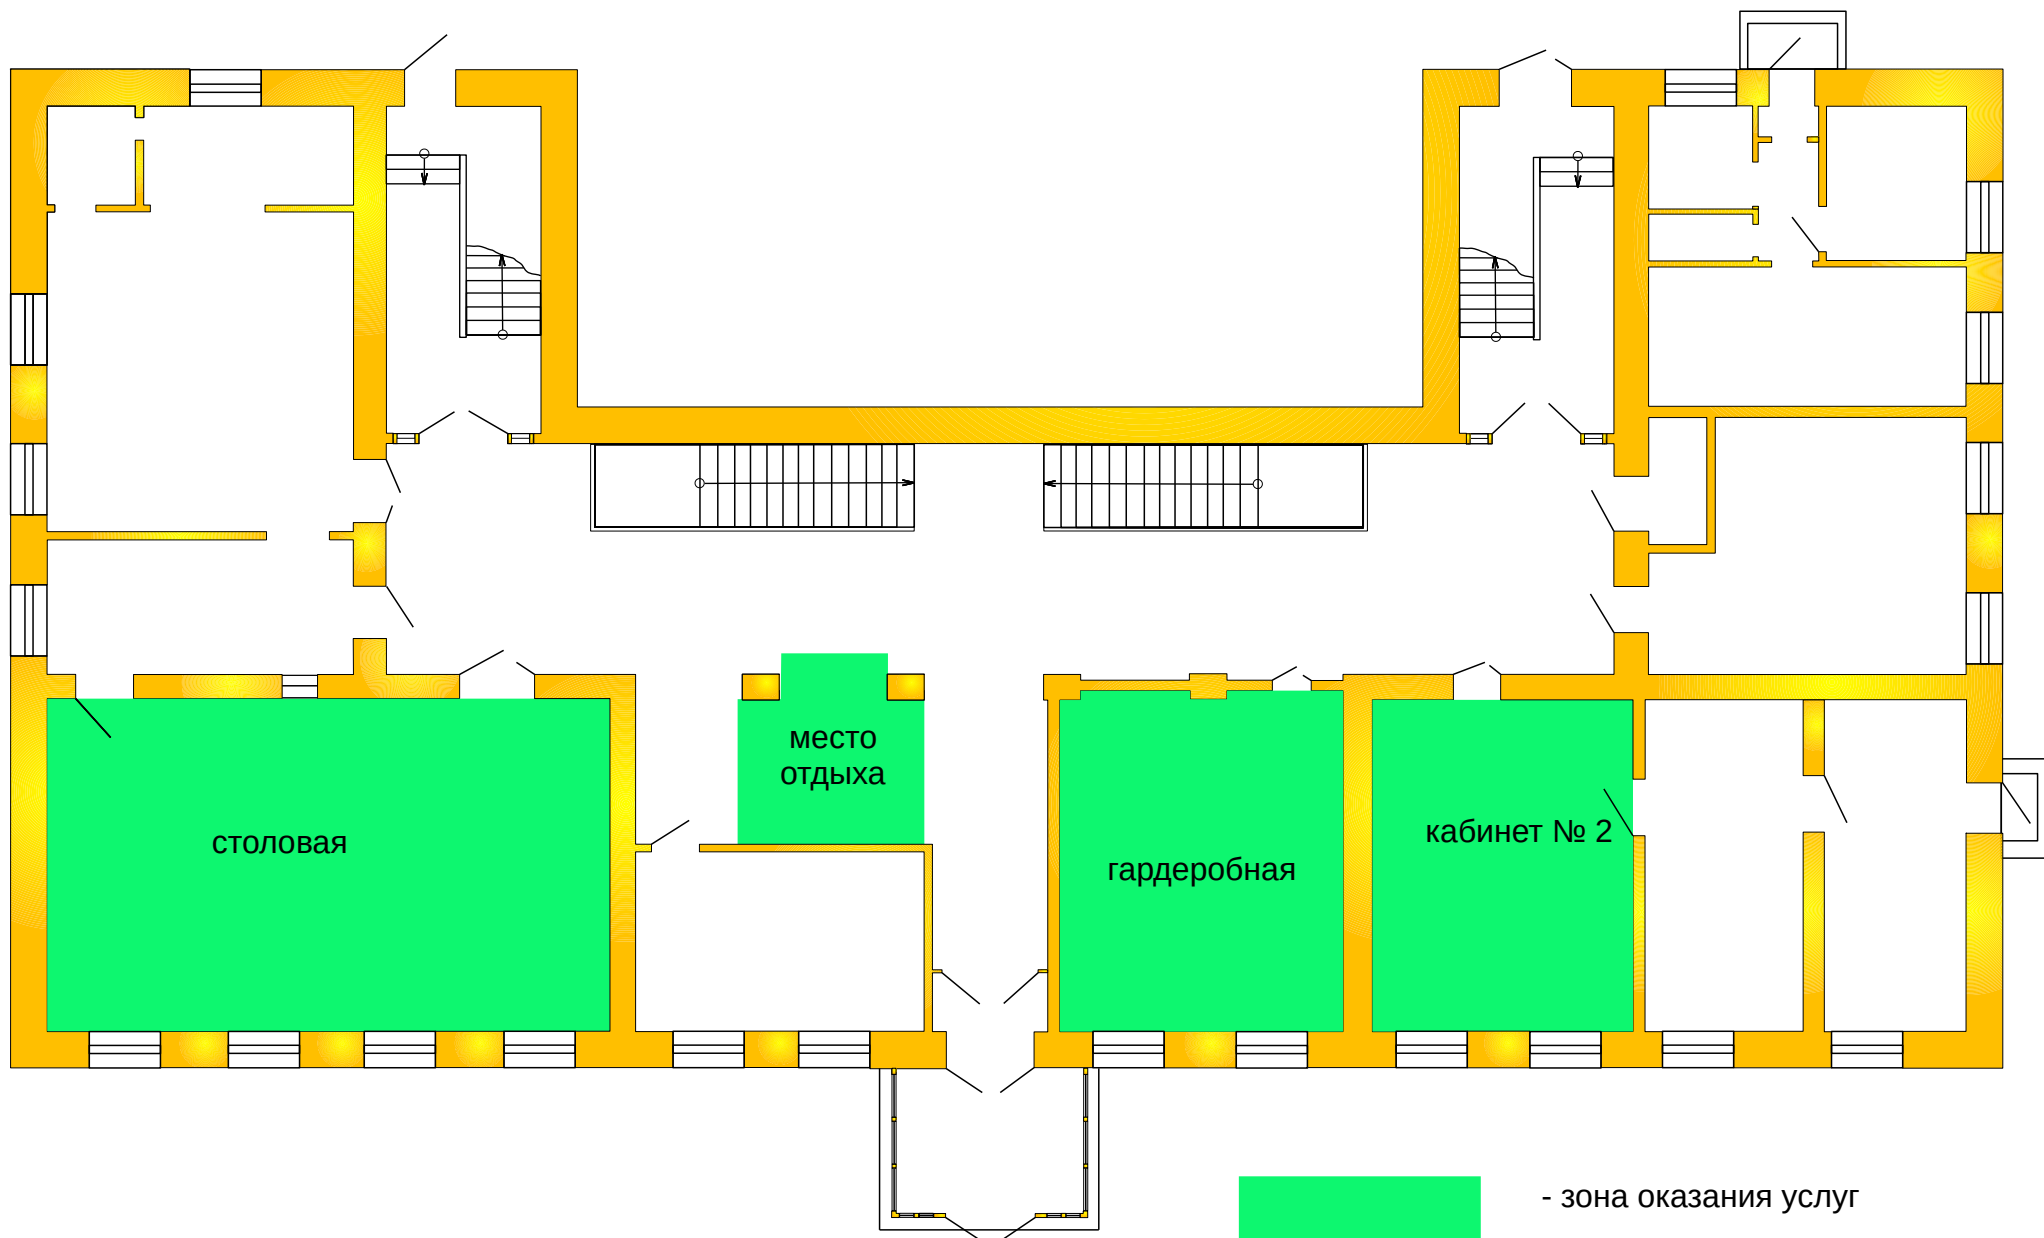 место
отдыха
столовая
кабинет № 2
гардеробная
- зона оказания услуг